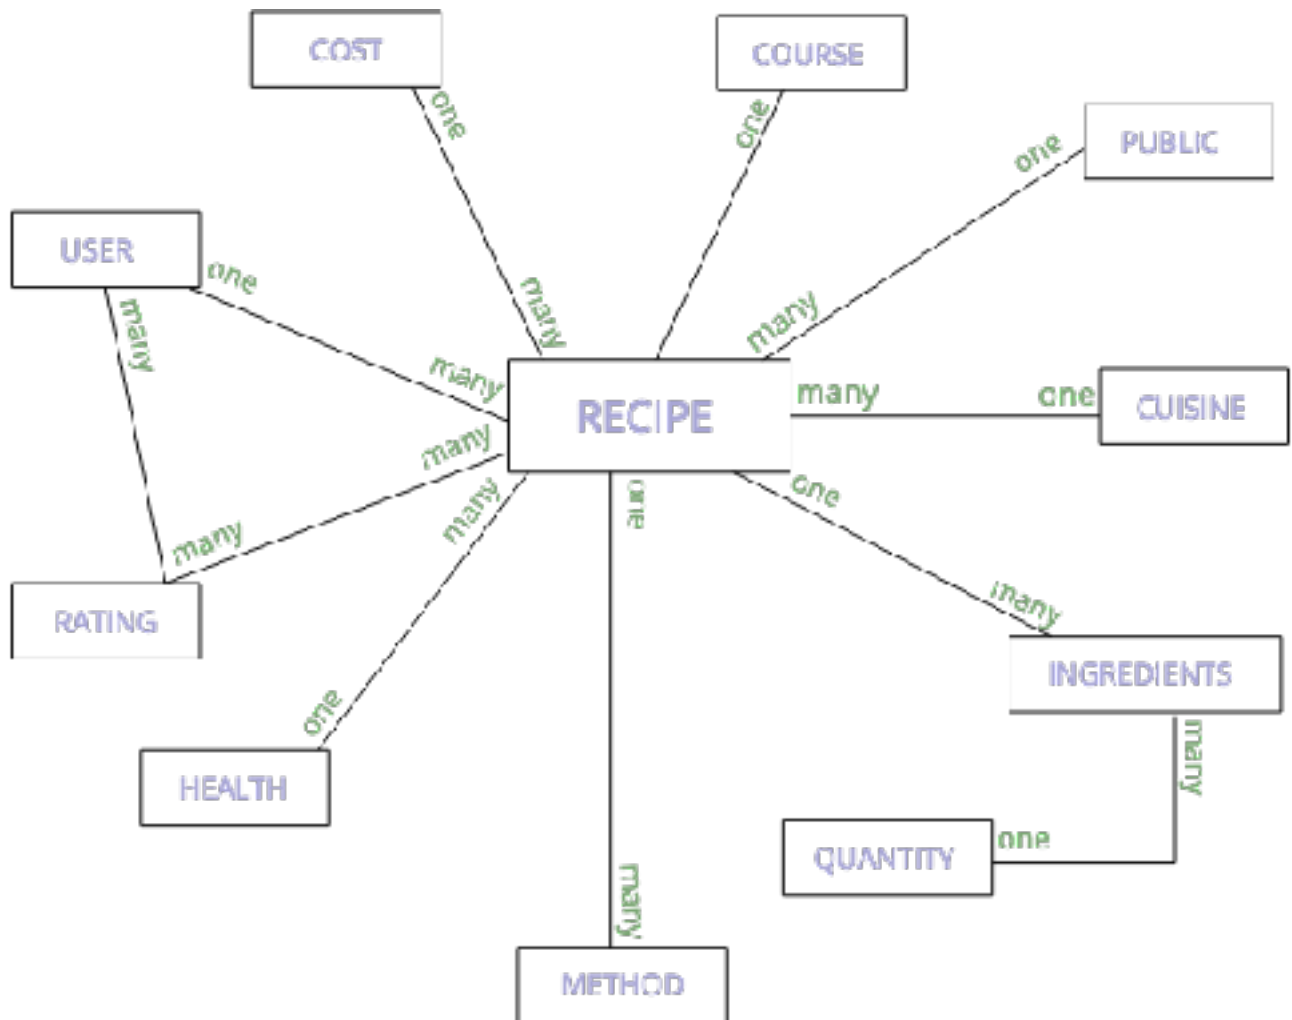 COST
COURSE
one
one
PUBLIC
one
USER
one
many
many
many
many
RECIPE
many
one
CUISINE
many
many
one
one
many
many
many
RATING
INGREDIENTS
one
many
HEALTH
one
QUANTITY
many
METHOD